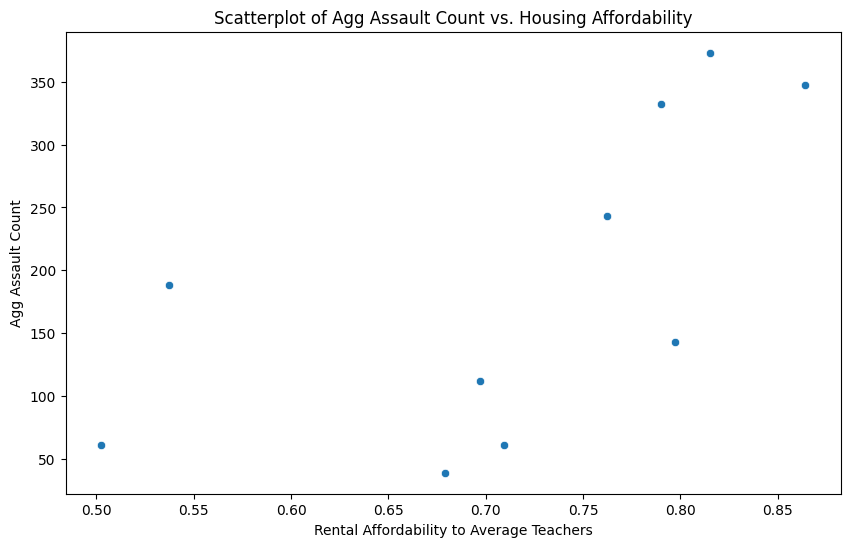 Scatterplot of Agg Assault Count vs. Housing Affordability
350
300
250
200
150
100
50
Agg Assault Count
0.50 0.55 0.60 0.65 0.70 0.75 0.80 0.85
Rental Affordability to Average Teachers